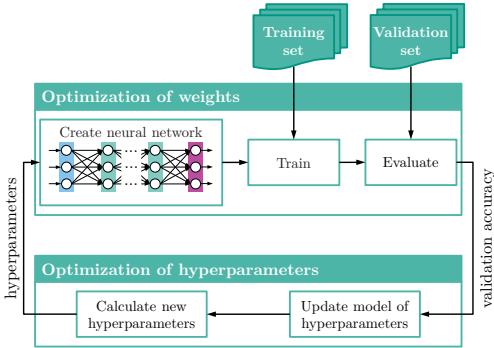 Training
set
Validation
set
Optimization of weights
Create neural network
Train
Evaluate
hyperparameters
validation accuracy
Optimization of hyperparameters
Calculate new
hyperparameters
Update model of
hyperparameters